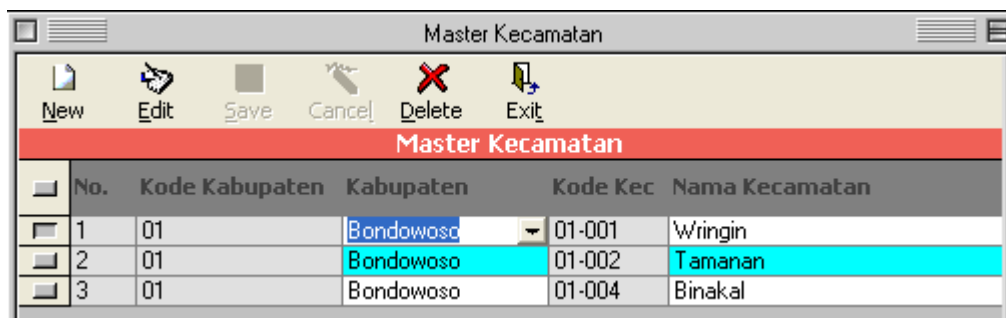 Master Kecamatan
New Edit Save Cancel Delete Exit
Master Kecamatan
No. Kode Kabupaten Kabupaten Kode Kec Nama Kecamatan
1 01 Bondowoso 01-001 Wringin
2 01 Bondowoso 01-002 Tamanan
3 01 Bondowoso 01-004 Binakal